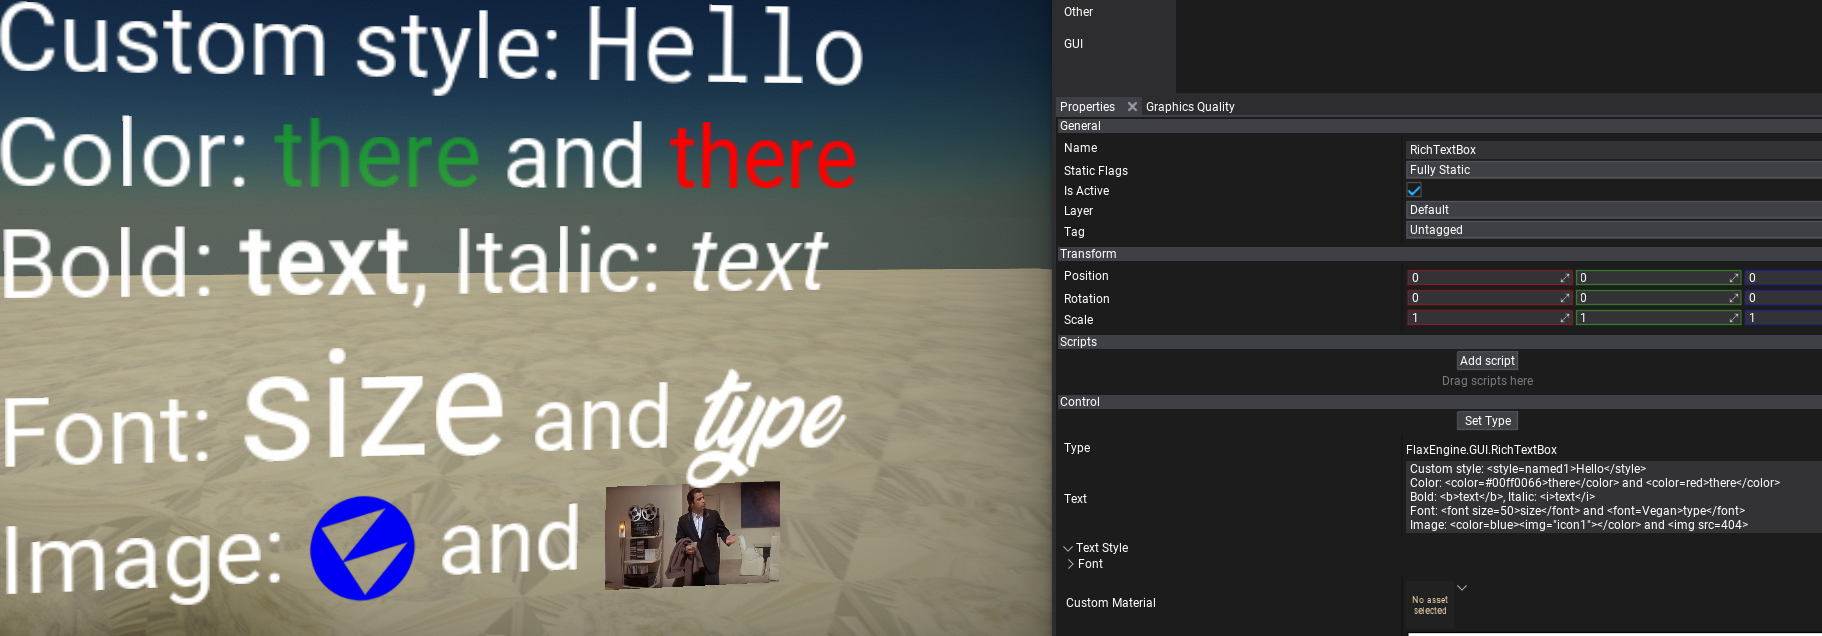 Custom style: Hello
Color: there and there
Bold: text, Italic: text
Font: size and type
Image: and
Other
GUI
Properties Graphics Quality
General
Name RichTextBox
Static Flags Fully Static
Is Active
Layer Default
Tag Untagged
Transform
Position 0 0 0
Rotation 0 0 0
Scale 1 1 1
Scripts
Add script
Drag scripts here
Control
Set Type
Type FlaxEngine.GUI.RichTextBox
Text
Custom style: <style=named1>Hello</style>
Color: <color=#00ff0066>there</color> and <color=red>there</color>
Bold: <b>text</b>, Italic: <i>text</i>
Font: <font size=50>size</font> and <font=Vegan>type</font>
Image: <color=blue><img="icon1"></color> and <img src=404>
Text Style
Font
Custom Material
No asset
selected